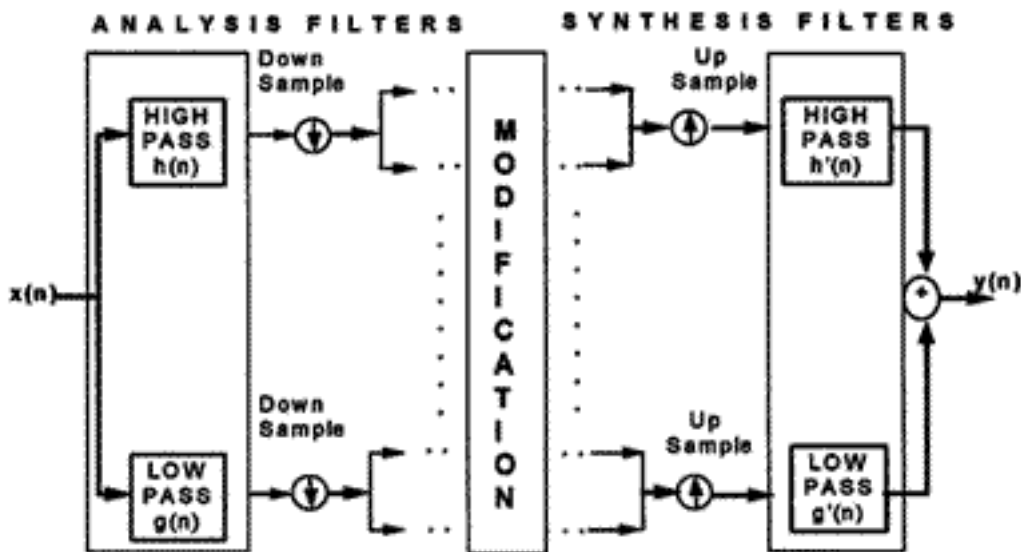 ANALYSIS FILTERS
SYNTHESIS FILTERS
Down
Sample
Up
Sample
HIGH
PASS
h(n)
MODIFICATION
HIGH
PASS
h'(n)
x(n)
+
y(n)
Down
Sample
Up
Sample
LOW
PASS
g(n)
LOW
PASS
g'(n)